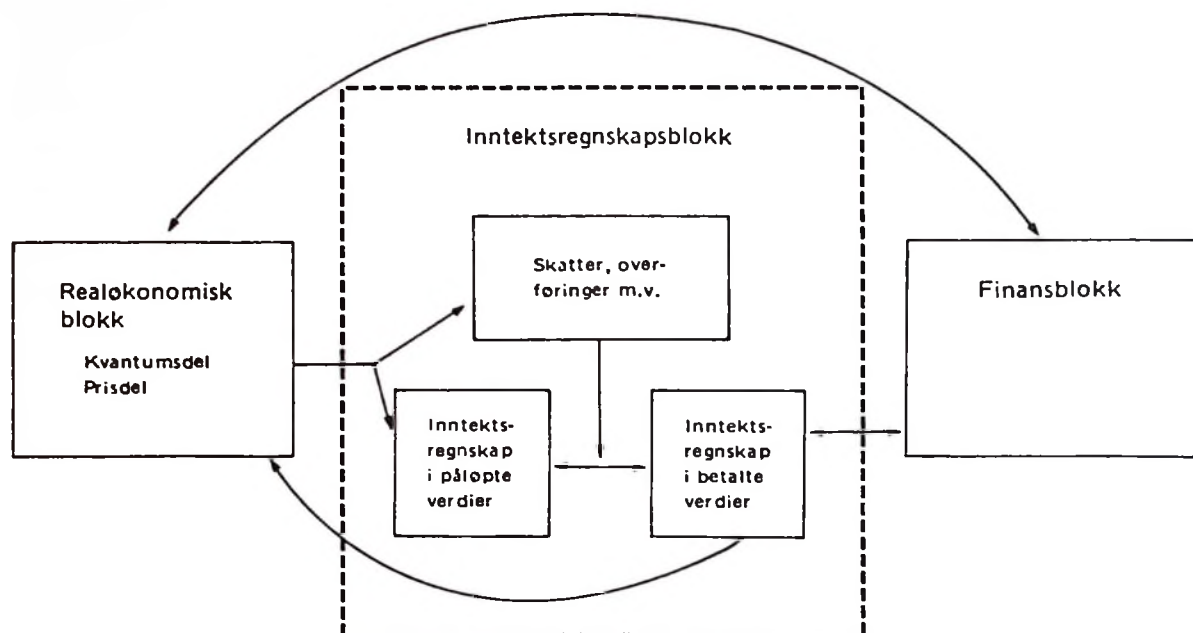 Inntektsregnskapsblokk
Skatter, over-
føringer m.v.
Realøkonomisk
blokk
Kvantumsdel
Prisdel
Finansblokk
Inntekts-
regnskap
i påløpte
verdier
Inntekts-
regnskap
i betalte
verdier